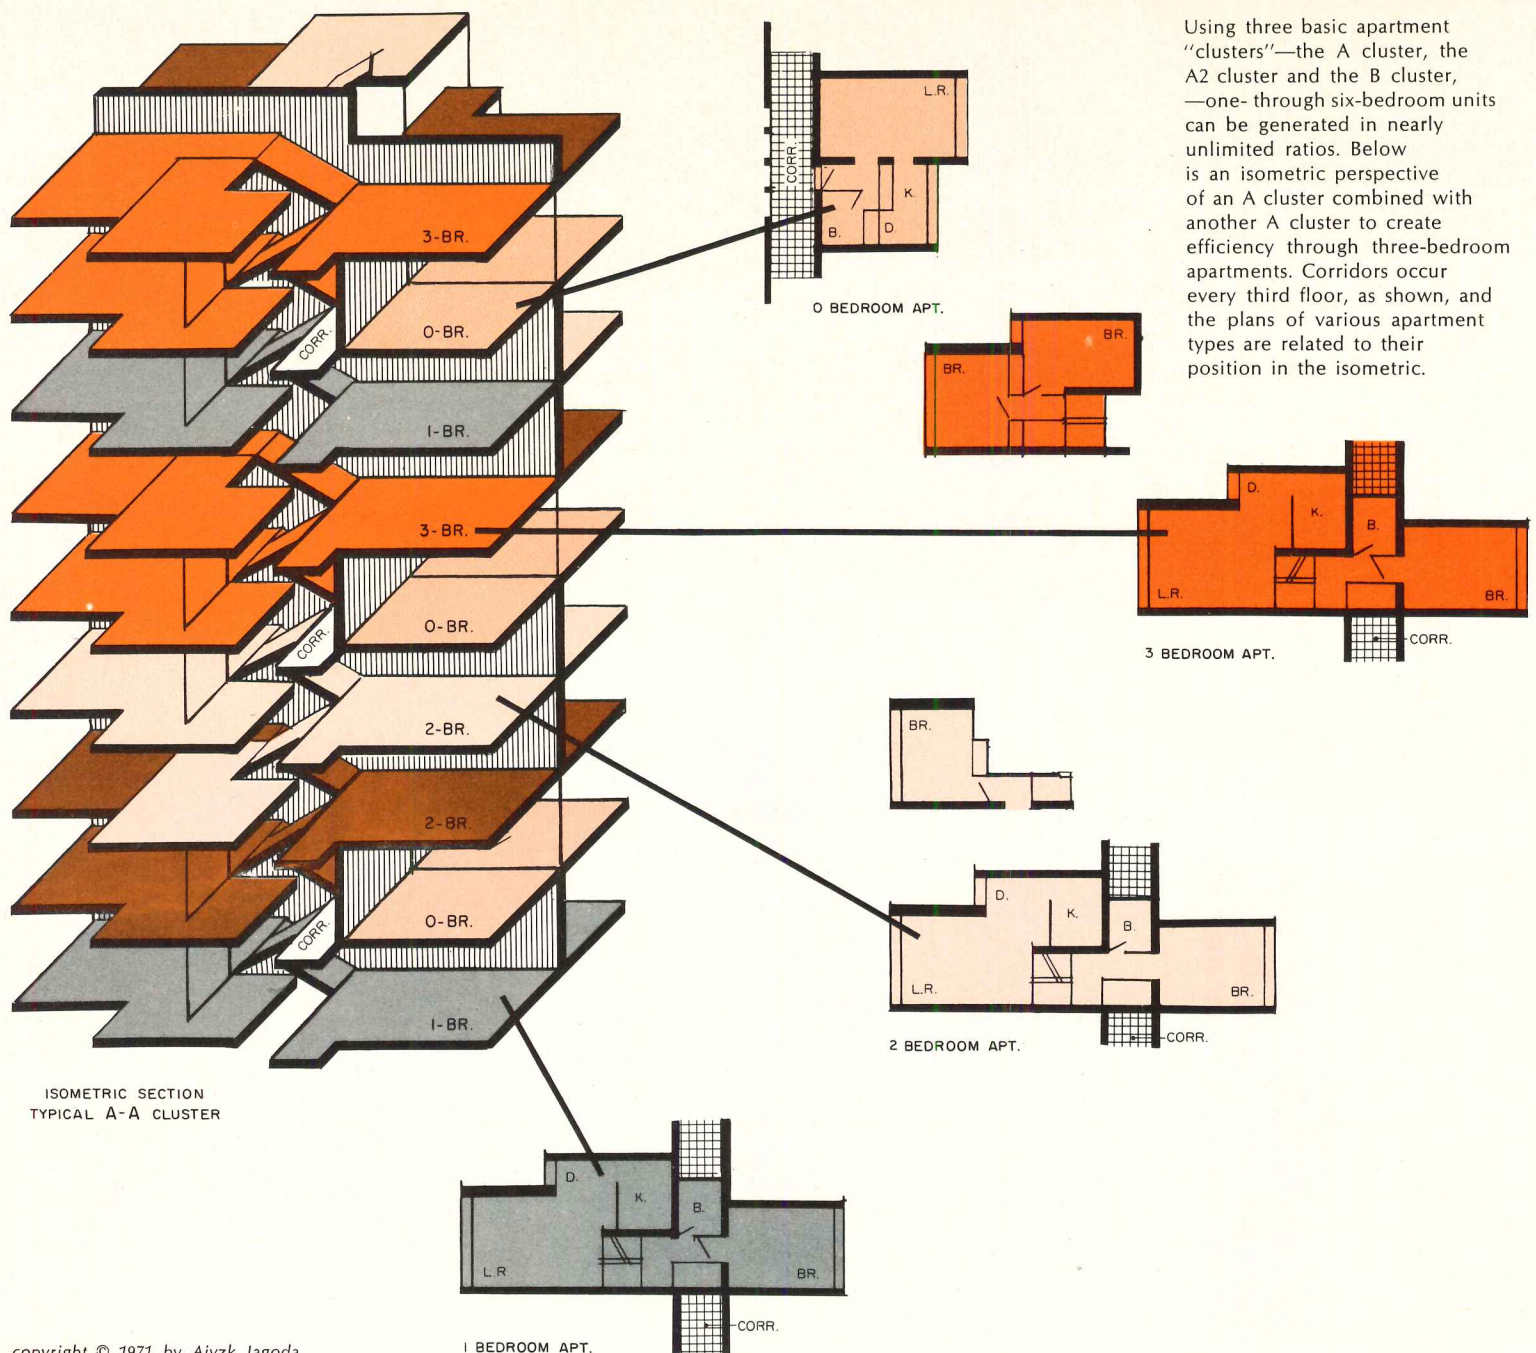 Using three basic apartment
"clusters"—the A cluster, the
A2 cluster and the B cluster,
—one- through six-bedroom units
can be generated in nearly
unlimited ratios. Below
is an isometric perspective
of an A cluster combined with
another A cluster to create
efficiency through three-bedroom
apartments. Corridors occur
every third floor, as shown, and
the plans of various apartment
types are related to their
position in the isometric.
3-BR.
0-BR.
CORR.
1-BR.
3-BR.
0-BR.
CORR.
2-BR.
2-BR.
0-BR.
CORR.
1-BR.
ISOMETRIC SECTION
TYPICAL A-A CLUSTER
L.R.
CORR.
K.
B.
D.
0 BEDROOM APT.
BR.
BR.
D.
K.
B.
L.R.
BR.
CORR.
3 BEDROOM APT.
BR.
D.
K.
B.
L.R.
BR.
CORR.
2 BEDROOM APT.
D.
K.
B.
L.R
BR.
CORR.
1 BEDROOM APT.
copyright © 1971 by Aiyzk Jagoda